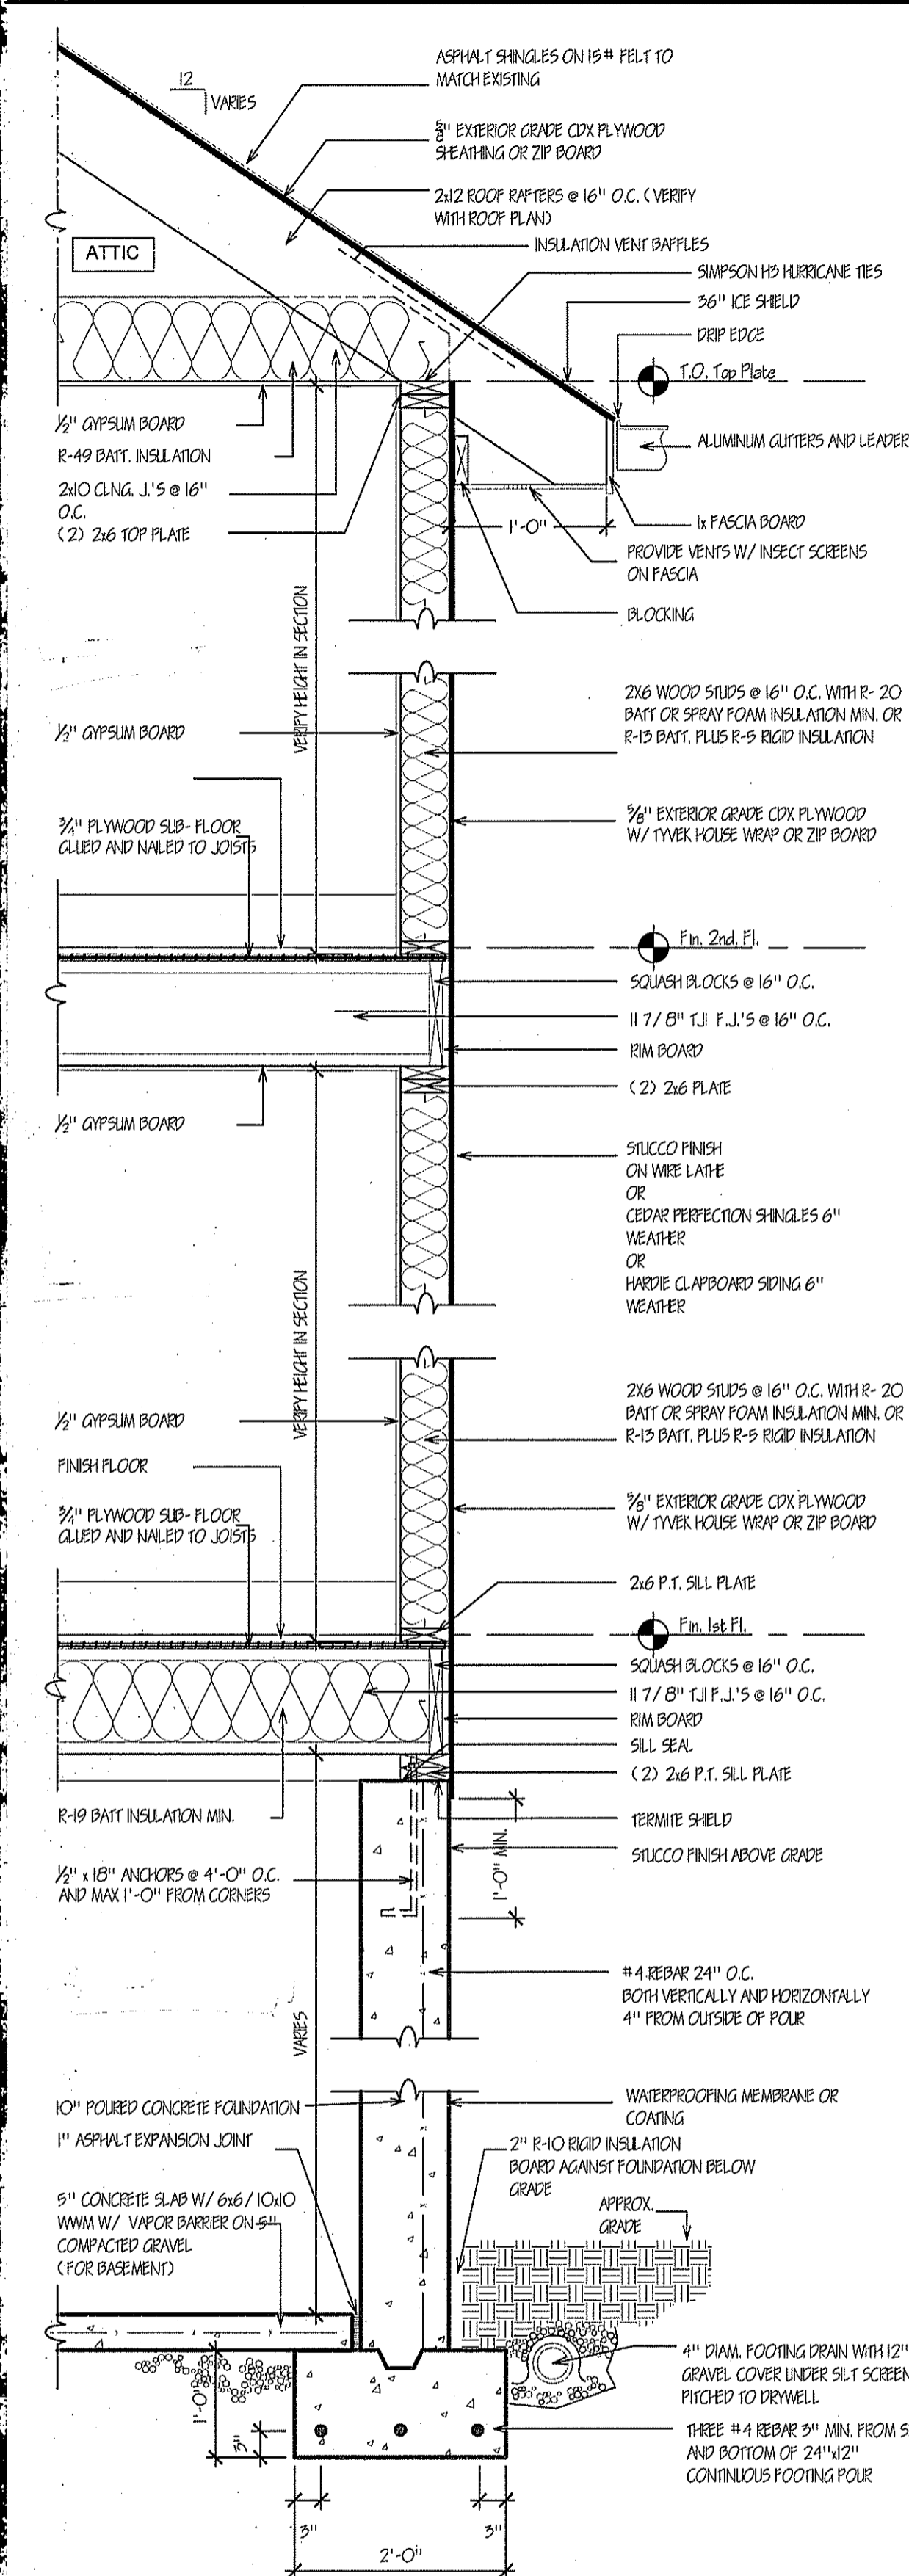 ASPHALT SHINGLES ON 15# FELT TO
MATCH EXISTING
12
VARIES
5/8" EXTERIOR GRADE CDX PLYWOOD
SHEATHING OR ZIP BOARD
2x12 ROOF RAFTERS @ 16" O.C. (VERIFY
WITH ROOF PLAN)
INSULATION VENT BAFFLES
ATTIC
SIMPSON H3 HURRICANE TIES
36" ICE SHIELD
DRIP EDGE
T.O. Top Plate
1/2" GYPSUM BOARD
R-49 BATT. INSULATION
2x10 CLNG. J.'S @ 16"
O.C.
(2) 2x6 TOP PLATE
ALUMINUM GUTTERS AND LEADER
1'-0"
1x FASCIA BOARD
PROVIDE VENTS W/ INSECT SCREENS
ON FASCIA
BLOCKING
VERIFY HEIGHT IN SECTION
2X6 WOOD STUDS @ 16" O.C. WITH R- 20
BATT OR SPRAY FOAM INSULATION MIN. OR
R-13 BATT. PLUS R-5 RIGID INSULATION
1/2" GYPSUM BOARD
3/4" PLYWOOD SUB- FLOOR
GLUED AND NAILED TO JOISTS
5/8" EXTERIOR GRADE CDX PLYWOOD
W/ TYVEK HOUSE WRAP OR ZIP BOARD
Fin. 2nd. Fl.
SQUASH BLOCKS @ 16" O.C.
11 7/8" TJI F.J.'S @ 16" O.C.
RIM BOARD
(2) 2x6 PLATE
1/2" GYPSUM BOARD
STUCCO FINISH
ON WIRE LATHE
OR
CEDAR PERFECTION SHINGLES 6"
WEATHER
OR
HARDIE CLAPBOARD SIDING 6"
WEATHER
VERIFY HEIGHT IN SECTION
2X6 WOOD STUDS @ 16" O.C. WITH R- 20
BATT OR SPRAY FOAM INSULATION MIN. OR
R-13 BATT. PLUS R-5 RIGID INSULATION
1/2" GYPSUM BOARD
FINISH FLOOR
3/4" PLYWOOD SUB- FLOOR
GLUED AND NAILED TO JOISTS
5/8" EXTERIOR GRADE CDX PLYWOOD
W/ TYVEK HOUSE WRAP OR ZIP BOARD
2x6 P.T. SILL PLATE
Fin. 1st Fl.
SQUASH BLOCKS @ 16" O.C.
11 7/8" TJI F.J.'S @ 16" O.C.
RIM BOARD
SILL SEAL
(2) 2x6 P.T. SILL PLATE
TERMITE SHIELD
R-19 BATT INSULATION MIN.
STUCCO FINISH ABOVE GRADE
1'-0" MIN.
1/2" x 18" ANCHORS @ 4'-0" O.C.
AND MAX 1'-0" FROM CORNERS
#4 REBAR 24" O.C.
BOTH VERTICALLY AND HORIZONTALLY
4" FROM OUTSIDE OF POUR
VARIES
10" POURED CONCRETE FOUNDATION
1" ASPHALT EXPANSION JOINT
WATERPROOFING MEMBRANE OR
COATING
2" R-10 RIGID INSULATION
BOARD AGAINST FOUNDATION BELOW
GRADE
5" CONCRETE SLAB W/ 6x6/10x10
WWM W/ VAPOR BARRIER ON 5"
COMPACTED GRAVEL
(FOR BASEMENT)
APPROX.
GRADE
4" DIAM. FOOTING DRAIN WITH 12"
GRAVEL COVER UNDER SILT SCREEN
PITCHED TO DRYWELL
1'-0"
3"
THREE #4 REBAR 3" MIN. FROM S
AND BOTTOM OF 24"x12"
CONTINUOUS FOOTING POUR
3"
3"
2'-0"